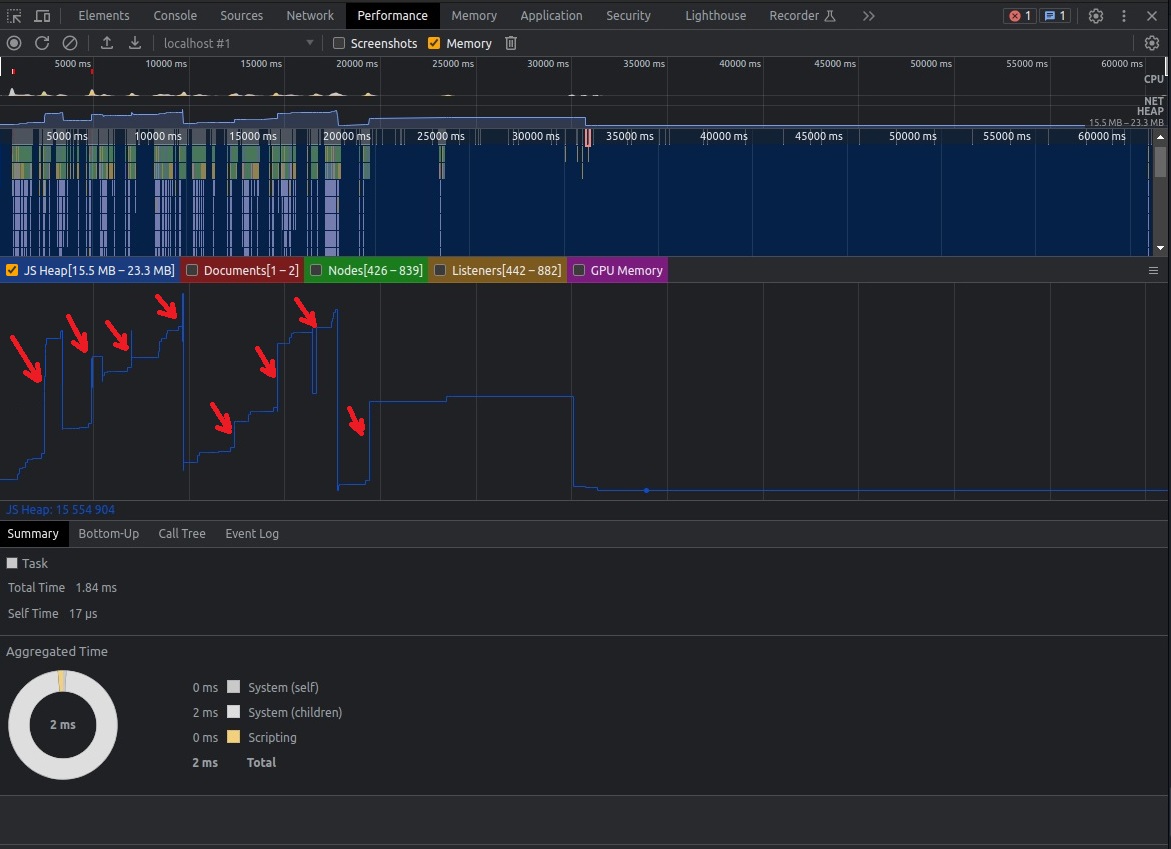 Elements Console Sources Network Performance Memory Application Security Lighthouse Recorder 1 1
localhost #1 Screenshots Memory
5000 ms 10000 ms 15000 ms 20000 ms 25000 ms 30000 ms 35000 ms 40000 ms 45000 ms 50000 ms 55000 ms 60000 ms
CPU
NET
HEAP
15.5 MB – 23.3 MB
5000 ms 10000 ms 15000 ms 20000 ms 25000 ms 30000 ms 35000 ms 40000 ms 45000 ms 50000 ms 55000 ms 60000 ms
JS Heap[15.5 MB – 23.3 MB] Documents[1 – 2] Nodes[426 – 839] Listeners[442 – 882] GPU Memory
JS Heap: 15 554 904
Summary Bottom-Up Call Tree Event Log
Task
Total Time 1.84 ms
Self Time 17 μs
Aggregated Time
2 ms
0 ms System (self)
2 ms System (children)
0 ms Scripting
2 ms Total